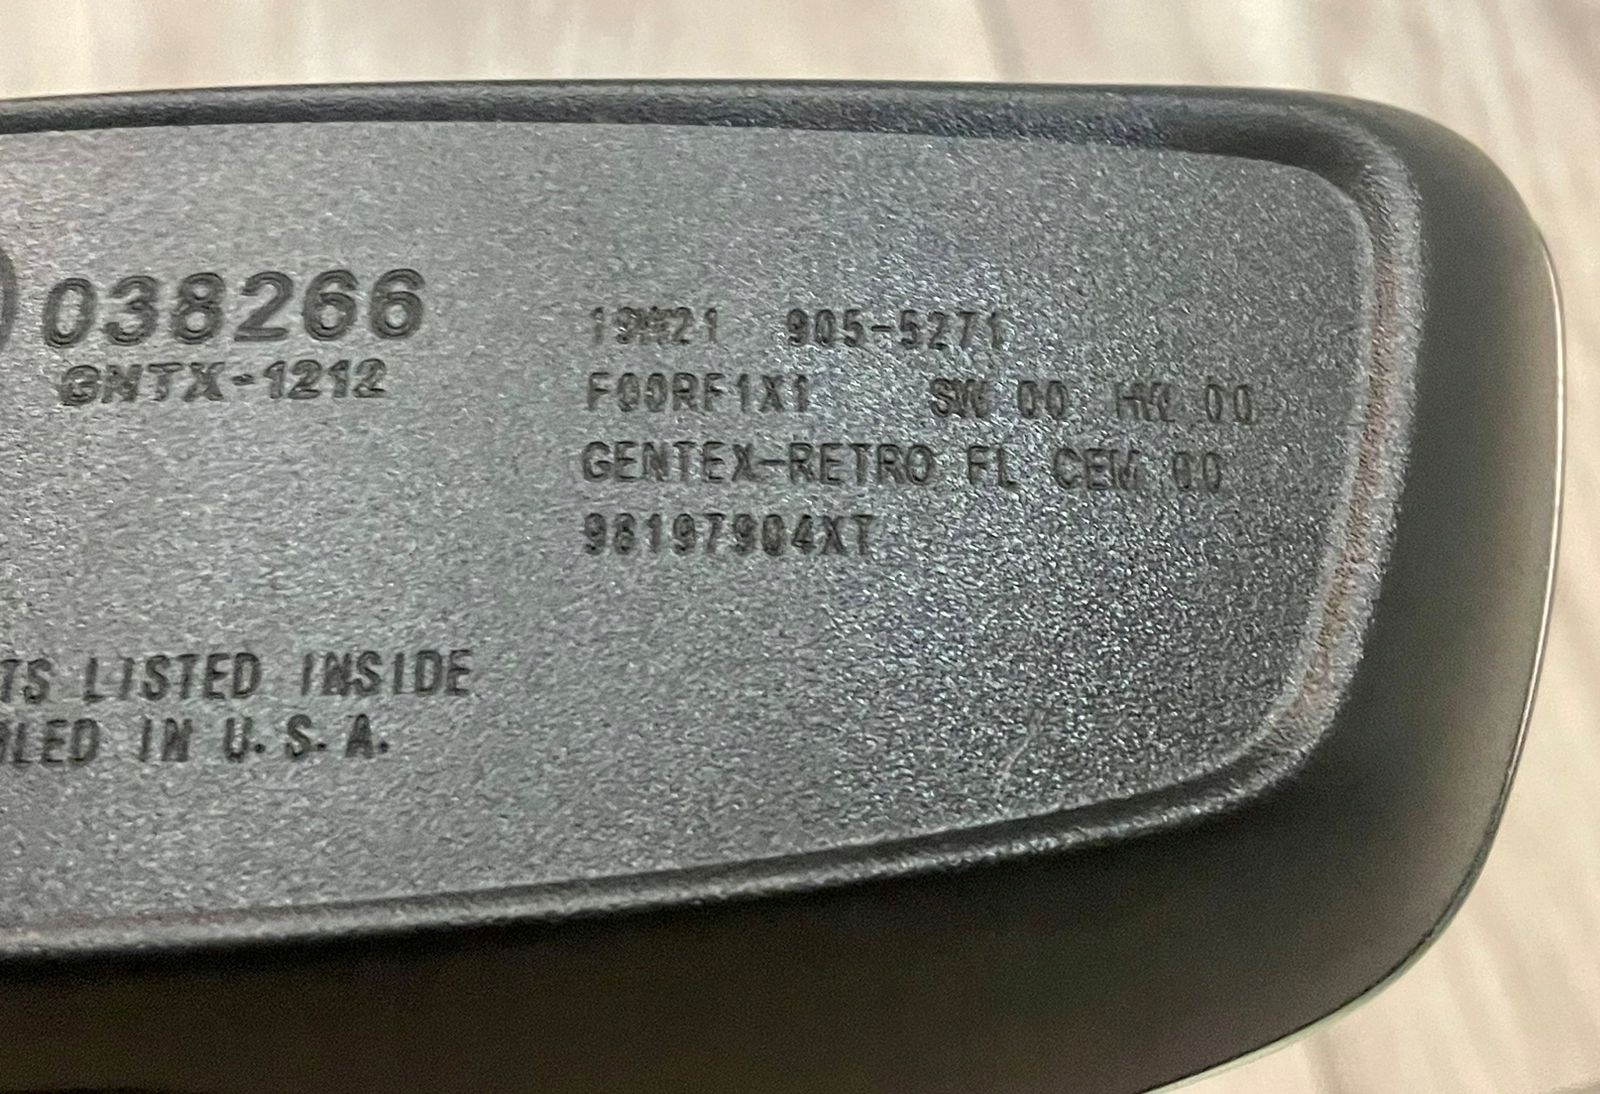 038266
GNTX-1212
19W21 905-5271
F00RF1X1 SW 00 HW 00
GENTEX-RETRO FL CEM 00
98197904XT
TS LISTED INSIDE
BLED IN U.S.A.